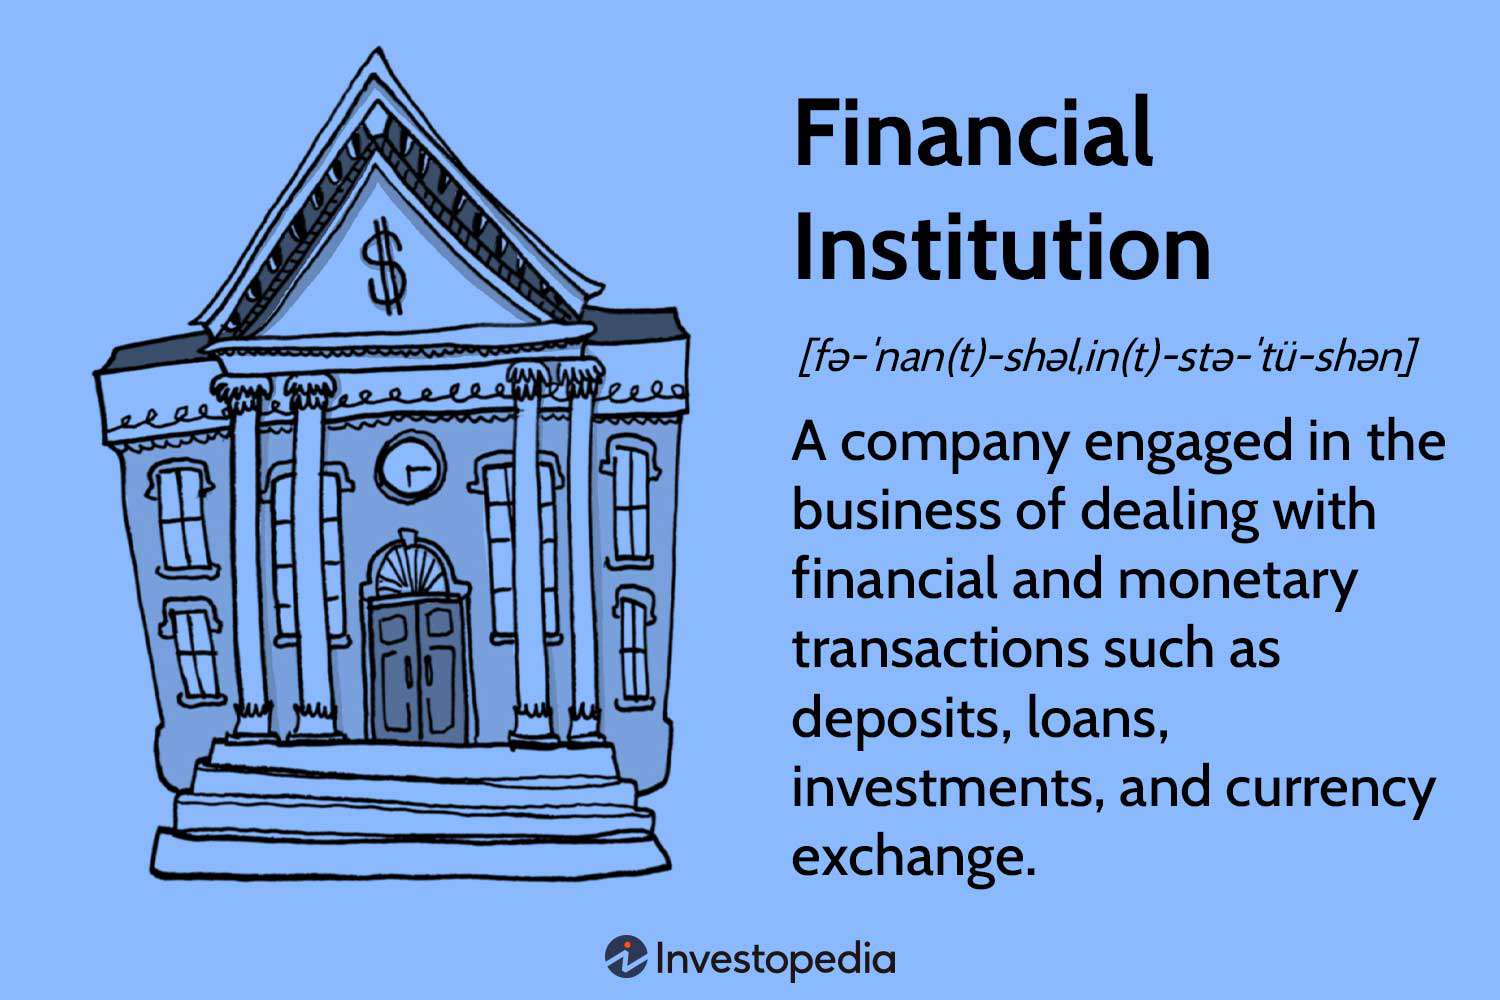 $
Financial
Institution
[fə-ˈnan(t)-shəl,in(t)-stə-ˈtü-shən]
A company engaged in the
business of dealing with
financial and monetary
transactions such as
deposits, loans,
investments, and currency
exchange.
Investopedia